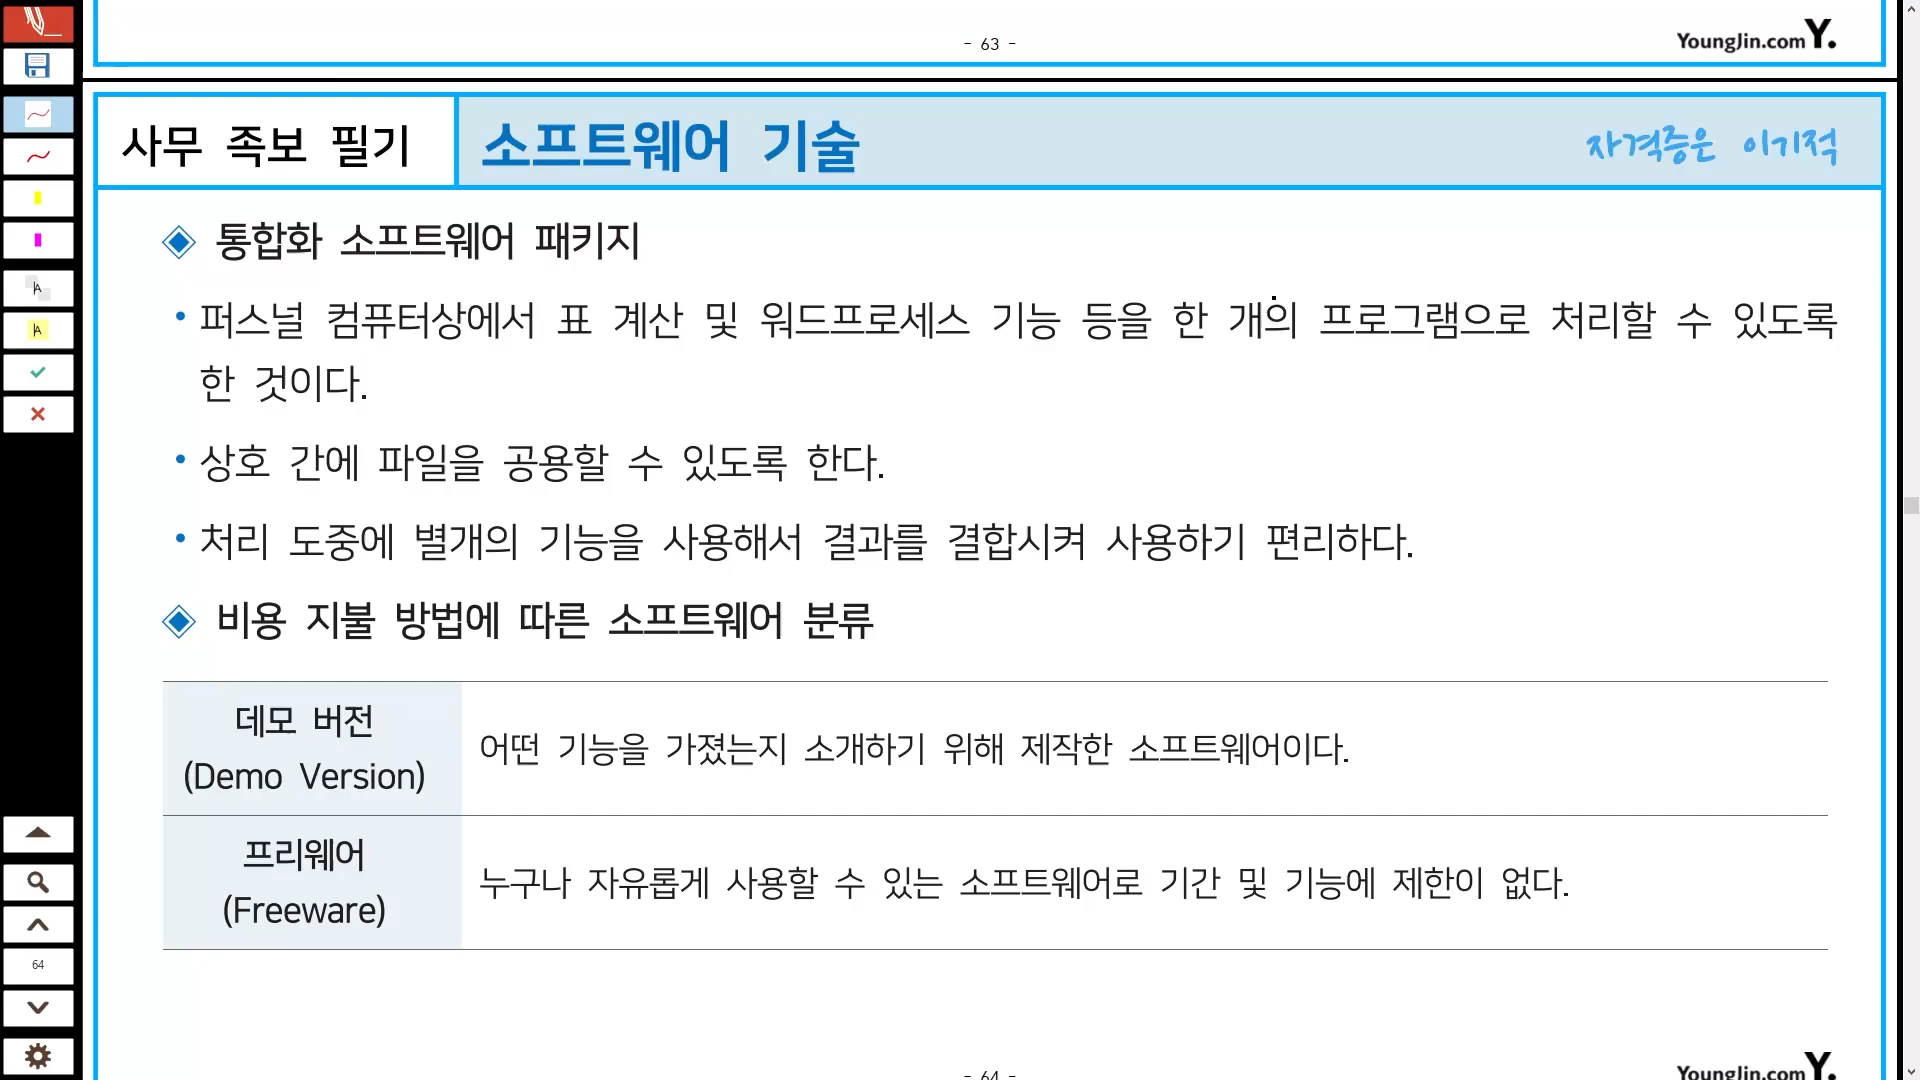 - 63 -
YoungJin.com Y.
사무 족보 필기
소프트웨어 기술
자격증은 이기적
통합화 소프트웨어 패키지
• 퍼스널 컴퓨터상에서 표 계산 및 워드프로세스 기능 등을 한 개의 프로그램으로 처리할 수 있도록
한 것이다.
• 상호 간에 파일을 공용할 수 있도록 한다.
• 처리 도중에 별개의 기능을 사용해서 결과를 결합시켜 사용하기 편리하다.
비용 지불 방법에 따른 소프트웨어 분류
데모 버전
(Demo Version)
어떤 기능을 가졌는지 소개하기 위해 제작한 소프트웨어이다.
프리웨어
(Freeware)
누구나 자유롭게 사용할 수 있는 소프트웨어로 기간 및 기능에 제한이 없다.
64
- 64 -
YoungJin.com Y.